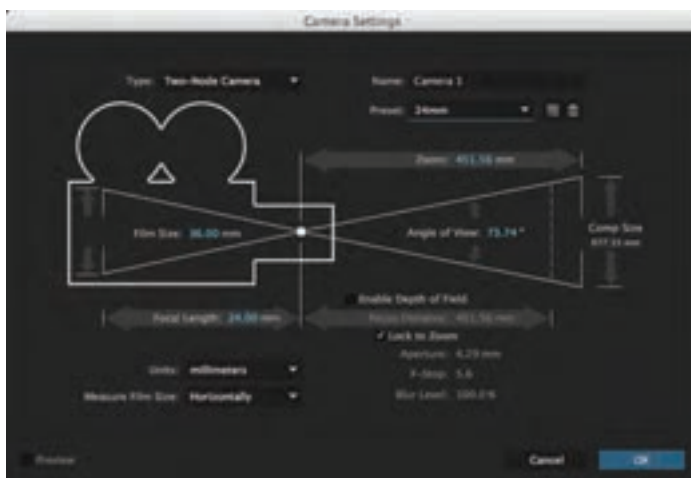 Camera Settings
Type: Two-Node Camera
Name: Camera 1
Preset: 24mm
Zoom: 451.56 mm
Film Size: 36.00 mm
Angle of View: 73.74 °
Comp Size
677.33 mm
Enable Depth of Field
Focal Length: 24.00 mm
Focus Distance: 451.56 mm
Lock to Zoom
Aperture: 4.29 mm
F-Stop: 5.6
Blur Level: 100.0 %
Units: millimeters
Measure Film Size: Horizontally
Preview
Cancel
OK